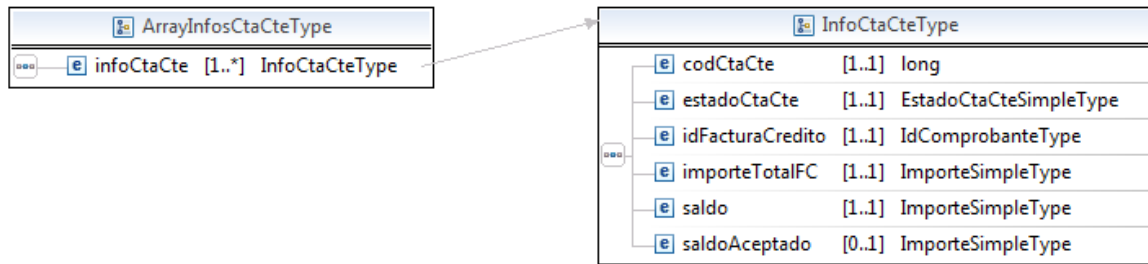 ArrayInfosCtaCteType
e infoCtaCte [1..*] InfoCtaCteType
InfoCtaCteType
e codCtaCte [1..1] long
e estadoCtaCte [1..1] EstadoCtaCteSimpleType
e idFacturaCredito [1..1] IdComprobanteType
e importeTotalFC [1..1] ImporteSimpleType
e saldo [1..1] ImporteSimpleType
e saldoAceptado [0..1] ImporteSimpleType